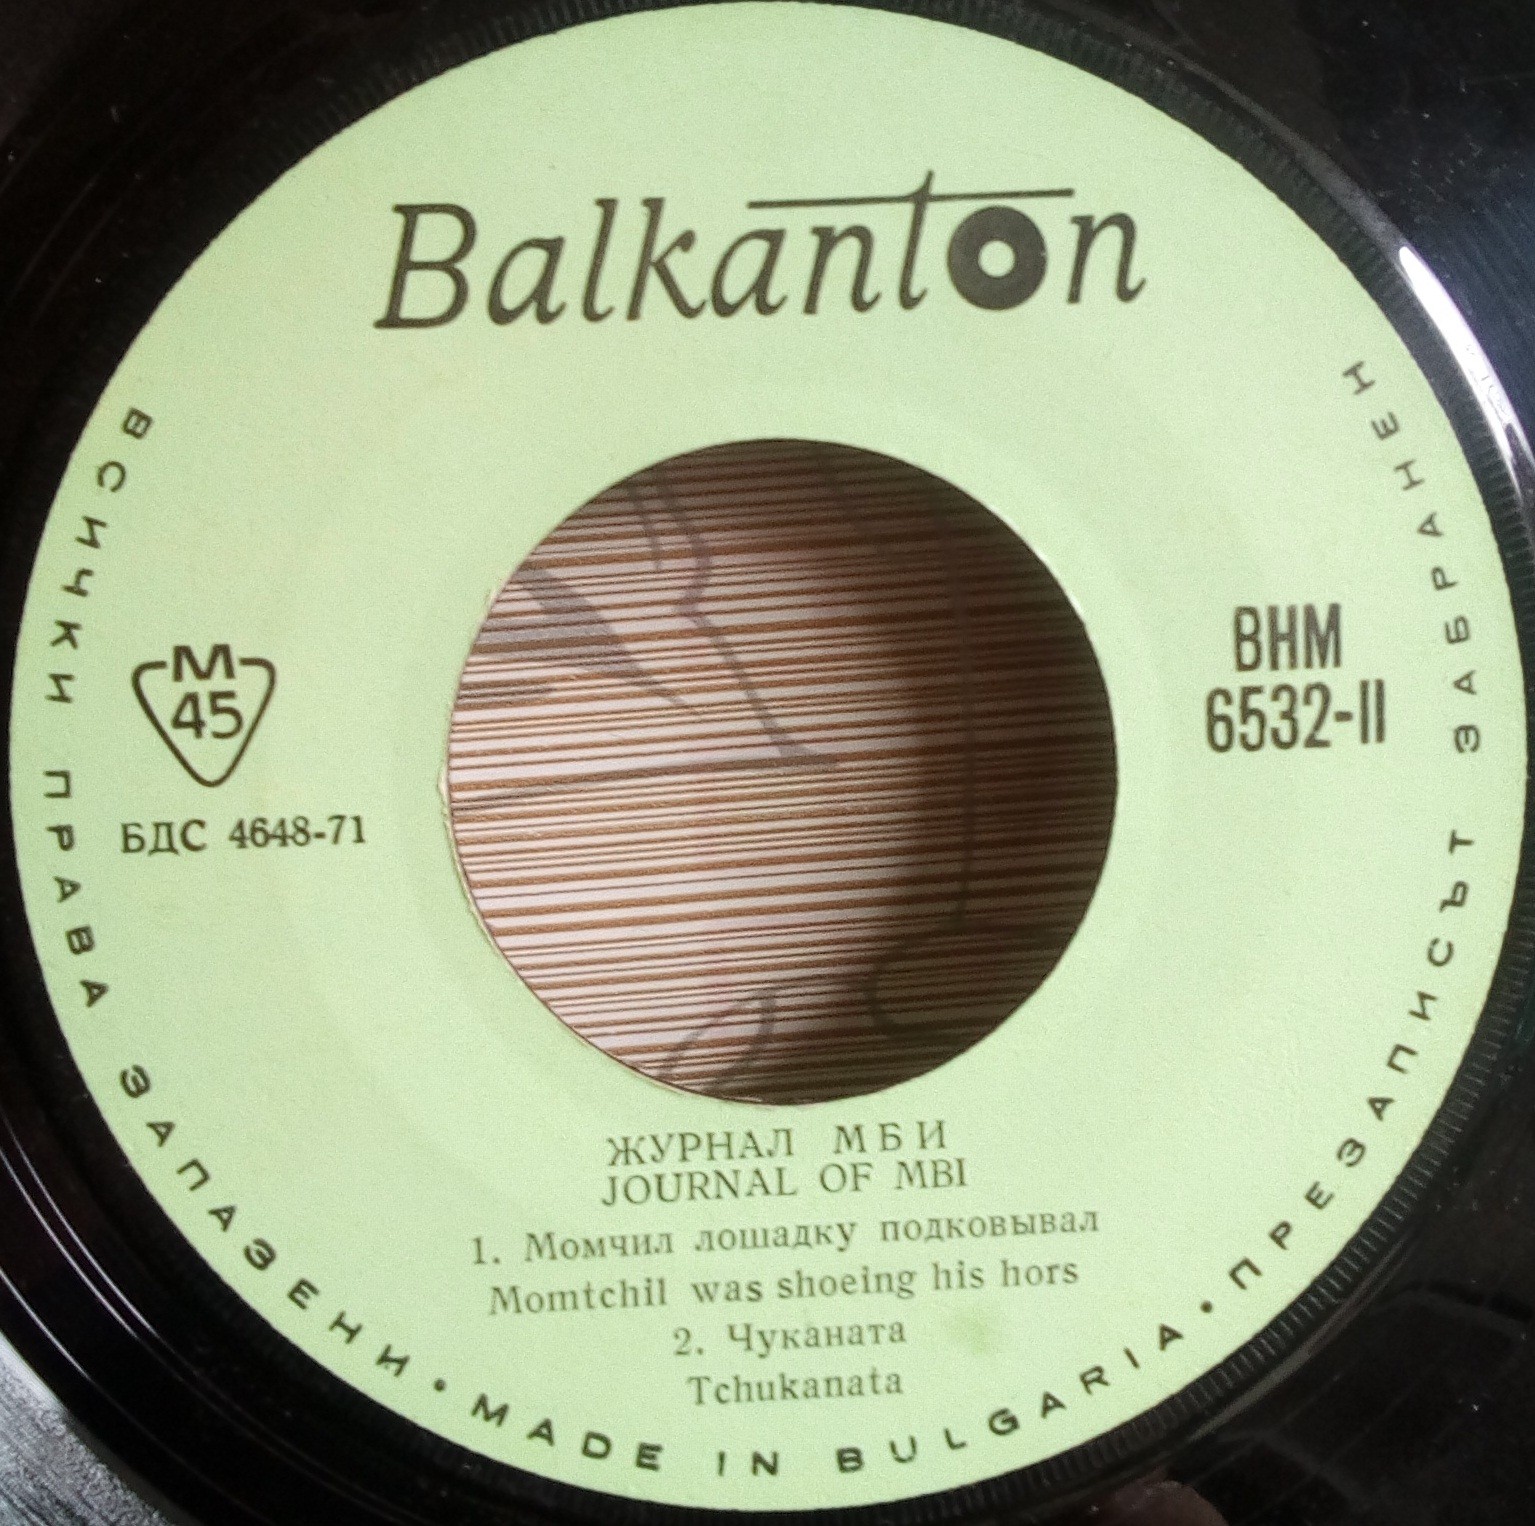 Balkanton
ВСИЧКИ ПРАВА ЗАПАЗЕНИ • MADE IN BULGARIA • ПРЕЗАПИСЪТ ЗАБРАНЕН
М
45
БДС 4648-71
ВНМ
6532-II
ЖУРНАЛ МБИ
JOURNAL OF MBI
1. Момчил лошадку подковывал
Momtchil was shoeing his hors
2. Чуканата
Tchukanata